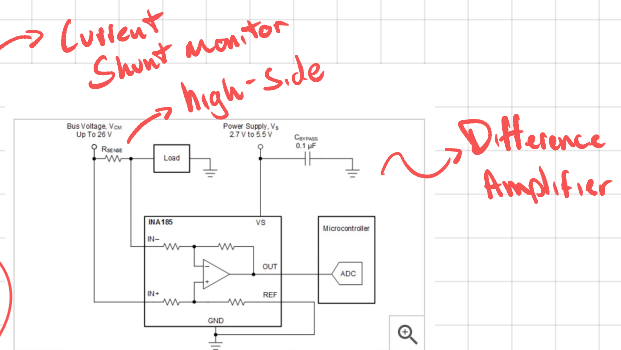 Current
Shunt Monitor
high-side
Difference
Amplifier
Bus Voltage, VCM
Up To 26 V
RSENSE
Load
Power Supply, VS
2.7 V to 5.5 V
CBYPASS
0.1 µF
INA185
VS
Microcontroller
IN−
−
+
OUT
ADC
IN+
REF
GND